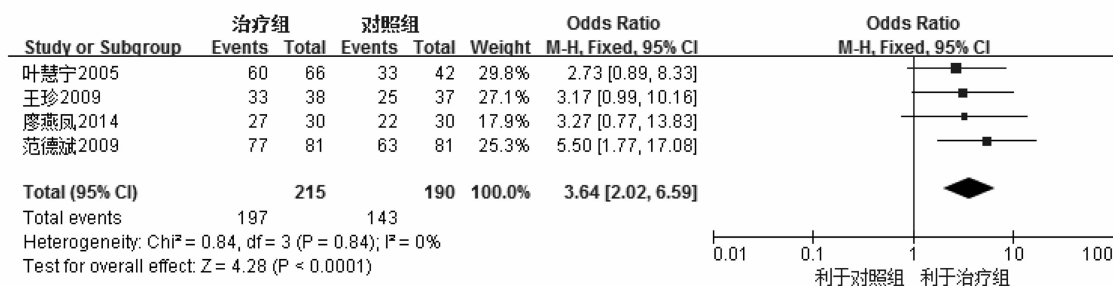 治疗组 对照组 Odds Ratio Odds Ratio
Study or Subgroup Events Total Events Total Weight M-H, Fixed, 95% CI M-H, Fixed, 95% CI
叶慧宁2005 60 66 33 42 29.8% 2.73 [0.89, 8.33]
王珍2009 33 38 25 37 27.1% 3.17 [0.99, 10.16]
廖燕凤2014 27 30 22 30 17.9% 3.27 [0.77, 13.83]
范德斌2009 77 81 63 81 25.3% 5.50 [1.77, 17.08]
Total (95% CI) 215 190 100.0% 3.64 [2.02, 6.59]
Total events 197 143
Heterogeneity: Chi² = 0.84, df = 3 (P = 0.84); I² = 0%
Test for overall effect: Z = 4.28 (P < 0.0001)
0.01 0.1 1 10 100
利于对照组 利于治疗组